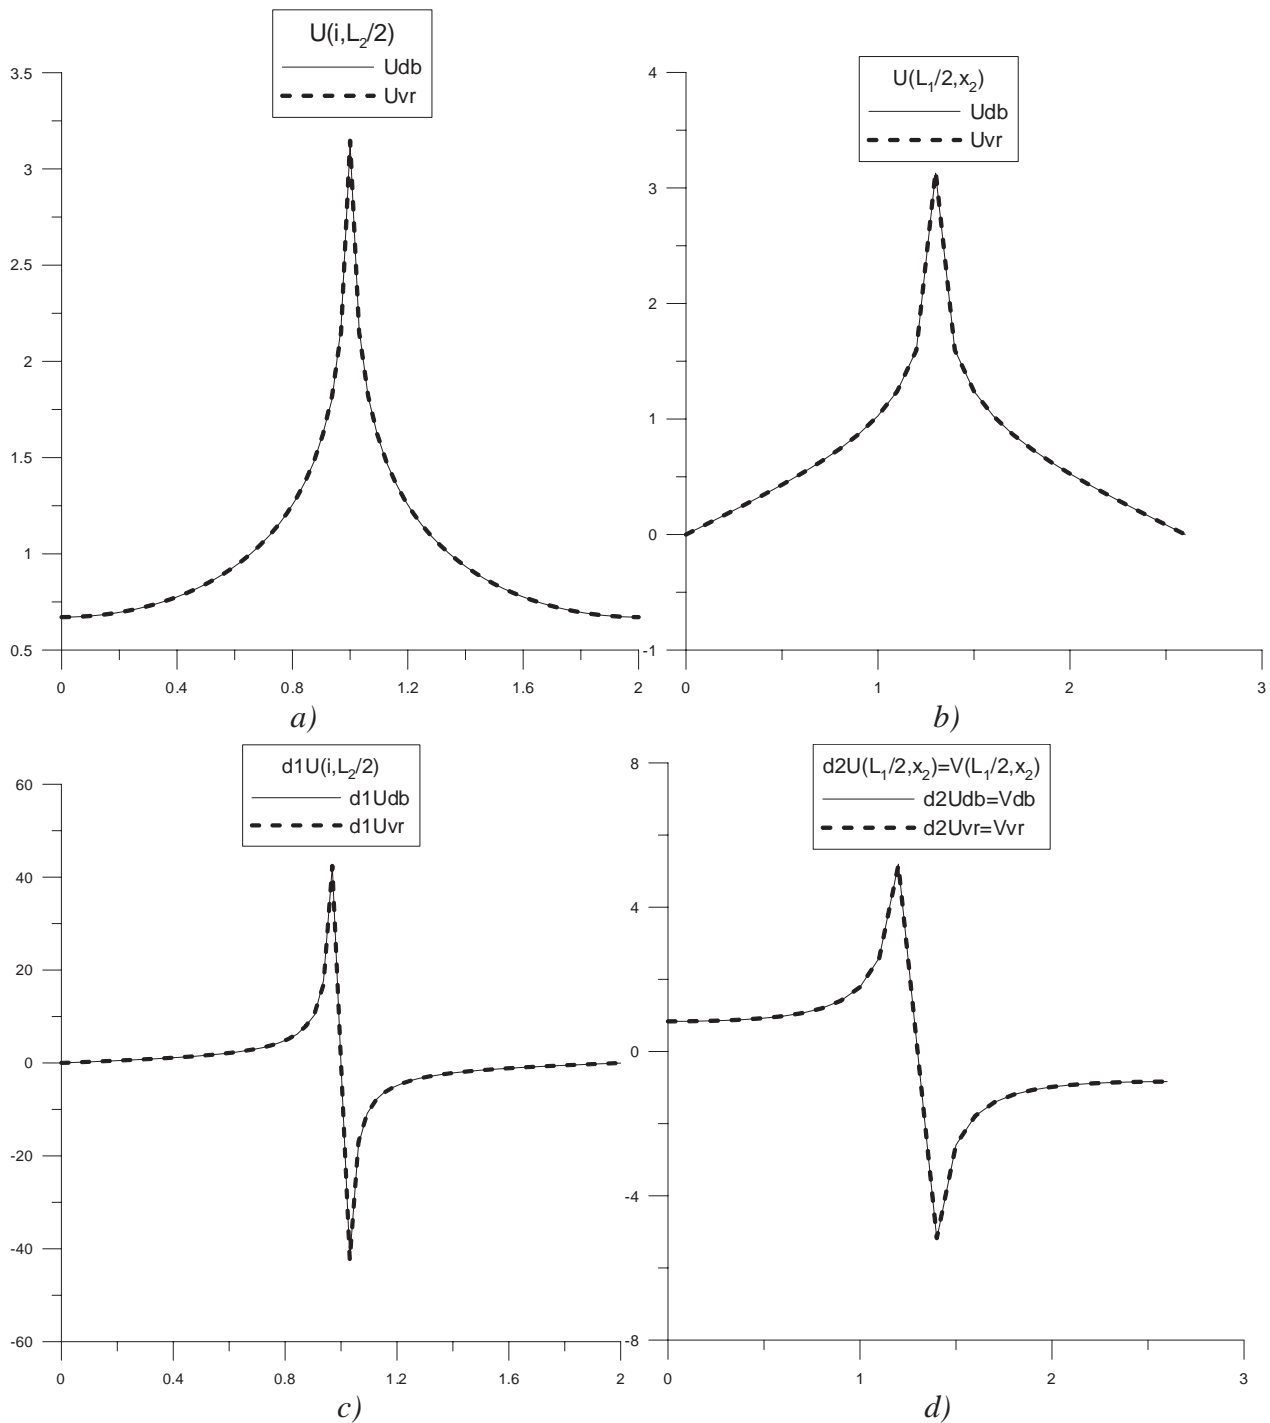 U(i,L₂/2)
Udb
Uvr
3.5
3
2.5
2
1.5
1
0.5
0
0.4
0.8
1.2
1.6
2
a)
U(L₁/2,x₂)
Udb
Uvr
4
3
2
1
0
-1
0
1
2
3
b)
d1U(i,L₂/2)
d1Udb
d1Uvr
60
40
20
0
-20
-40
-60
0
0.4
0.8
1.2
1.6
2
c)
d2U(L₁/2,x₂)=V(L₁/2,x₂)
d2Udb=Vdb
d2Uvr=Vvr
8
4
0
-4
-8
0
1
2
3
d)